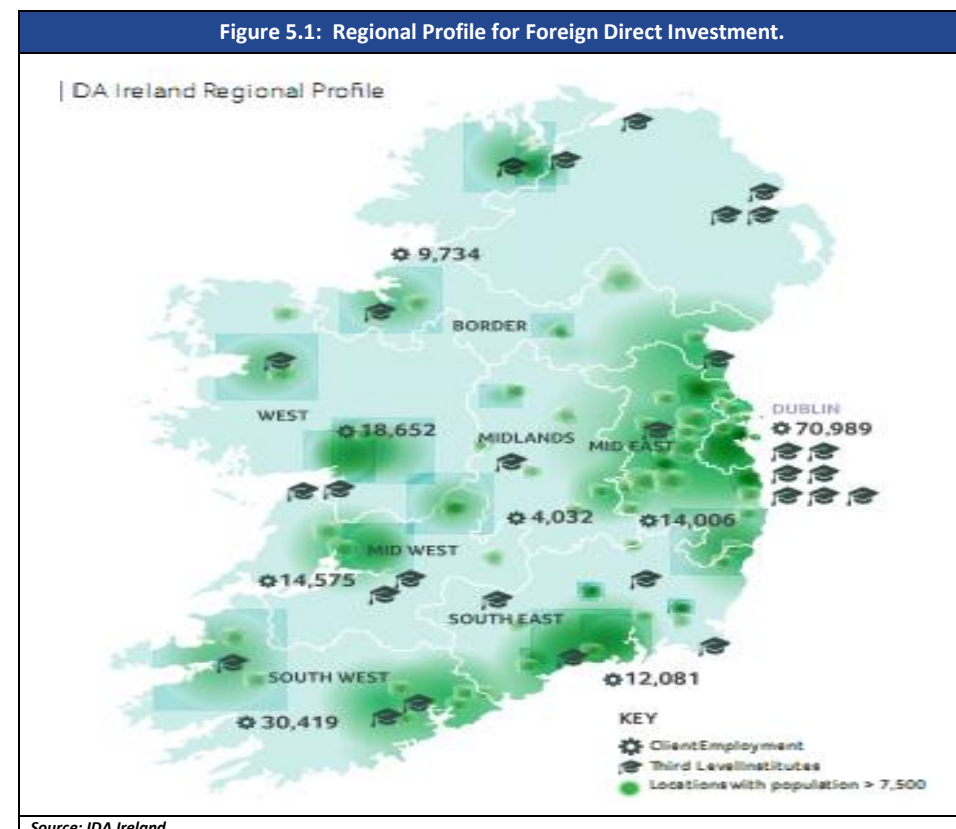 Figure 5.1:  Regional Profile for Foreign Direct Investment.
| IDA Ireland Regional Profile
9,734
BORDER
WEST
18,652
MIDLANDS
MID EAST
DUBLIN
70,989
4,032
14,006
MID WEST
14,575
SOUTH EAST
SOUTH WEST
12,081
30,419
KEY
Client Employment
Third Level Institutes
Locations with population > 7,500
Source: IDA Ireland